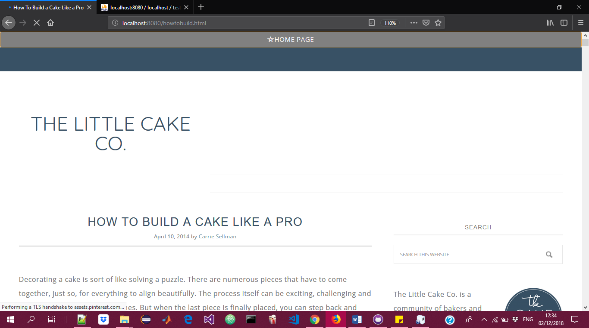 How To Build a Cake Like a Pro
localhost:8080 / localhost / tes
localhost:8080/howtobuild.html
110%
☆HOME PAGE
THE LITTLE CAKE
CO.
HOW TO BUILD A CAKE LIKE A PRO
April 10, 2014 by Carrie Sellman
SEARCH
SEARCH THIS WEBSITE
Decorating a cake is sort of like solving a puzzle. There are numerous pieces that have to come
together, just so, for everything to align beautifully. The process itself can be exciting, challenging and
ies. But when the last piece is finally placed, you can step back and
The Little Cake Co. is a
community of bakers and
the
Performing a TLS handshake to assets.pinterest.com...
ENG
12:34
02/12/2018